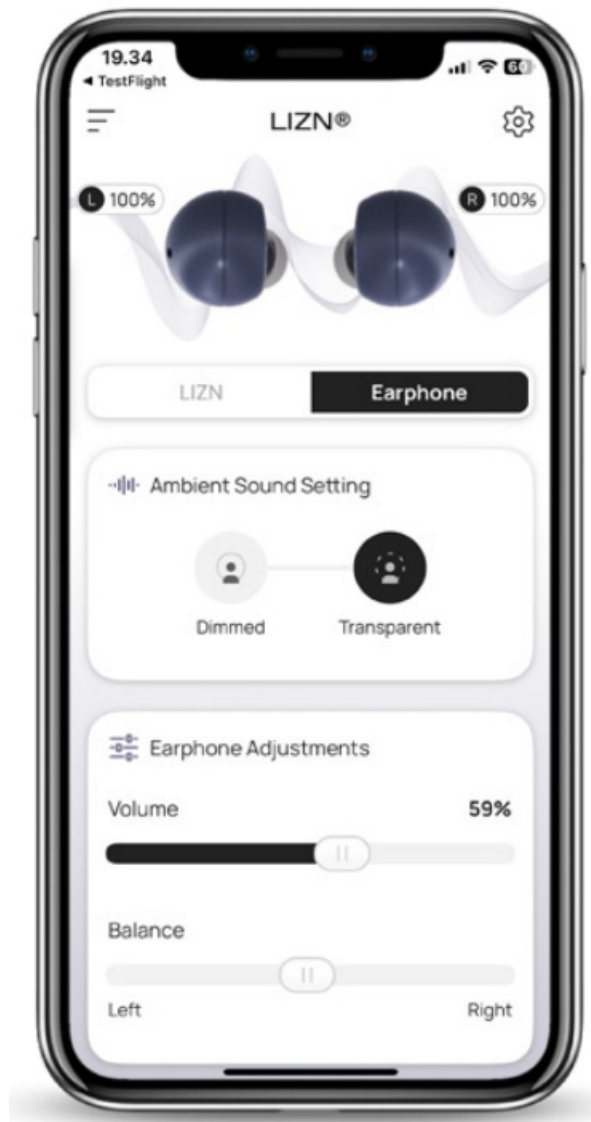 19.34
60
◀ TestFlight
LIZN®
L 100%
R 100%
LIZN
Earphone
Ambient Sound Setting
Dimmed
Transparent
Earphone Adjustments
Volume
59%
Balance
Left
Right